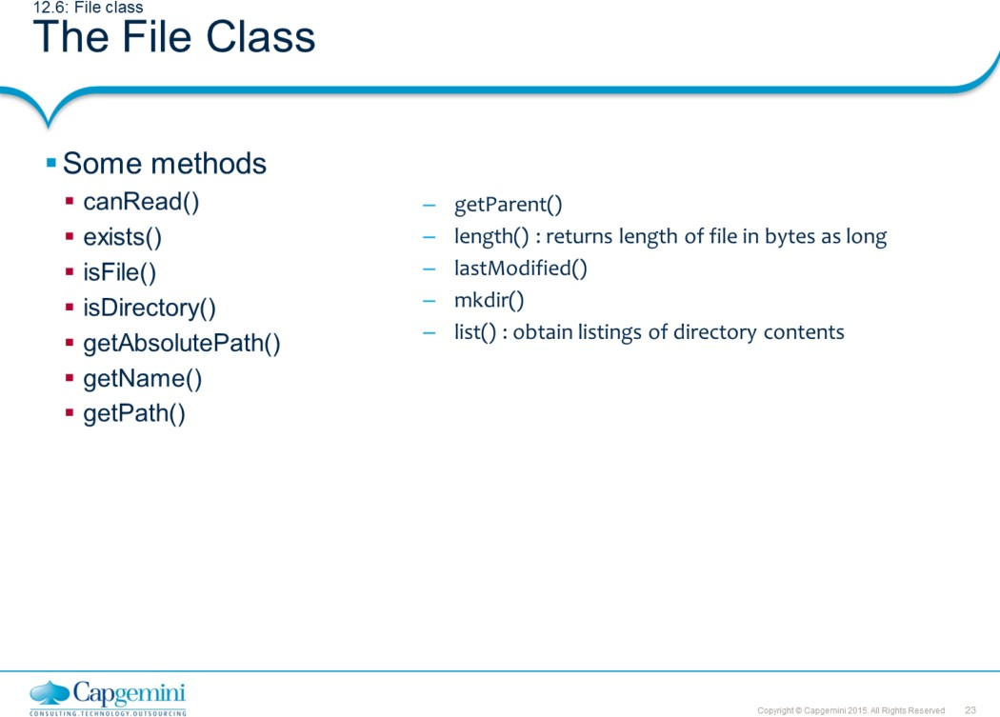 12.6: File class
The File Class
Some methods
canRead()
exists()
isFile()
isDirectory()
getAbsolutePath()
getName()
getPath()
– getParent()
– length() : returns length of file in bytes as long
– lastModified()
– mkdir()
– list() : obtain listings of directory contents
Capgemini
CONSULTING.TECHNOLOGY.OUTSOURCING
Copyright © Capgemini 2015. All Rights Reserved 23